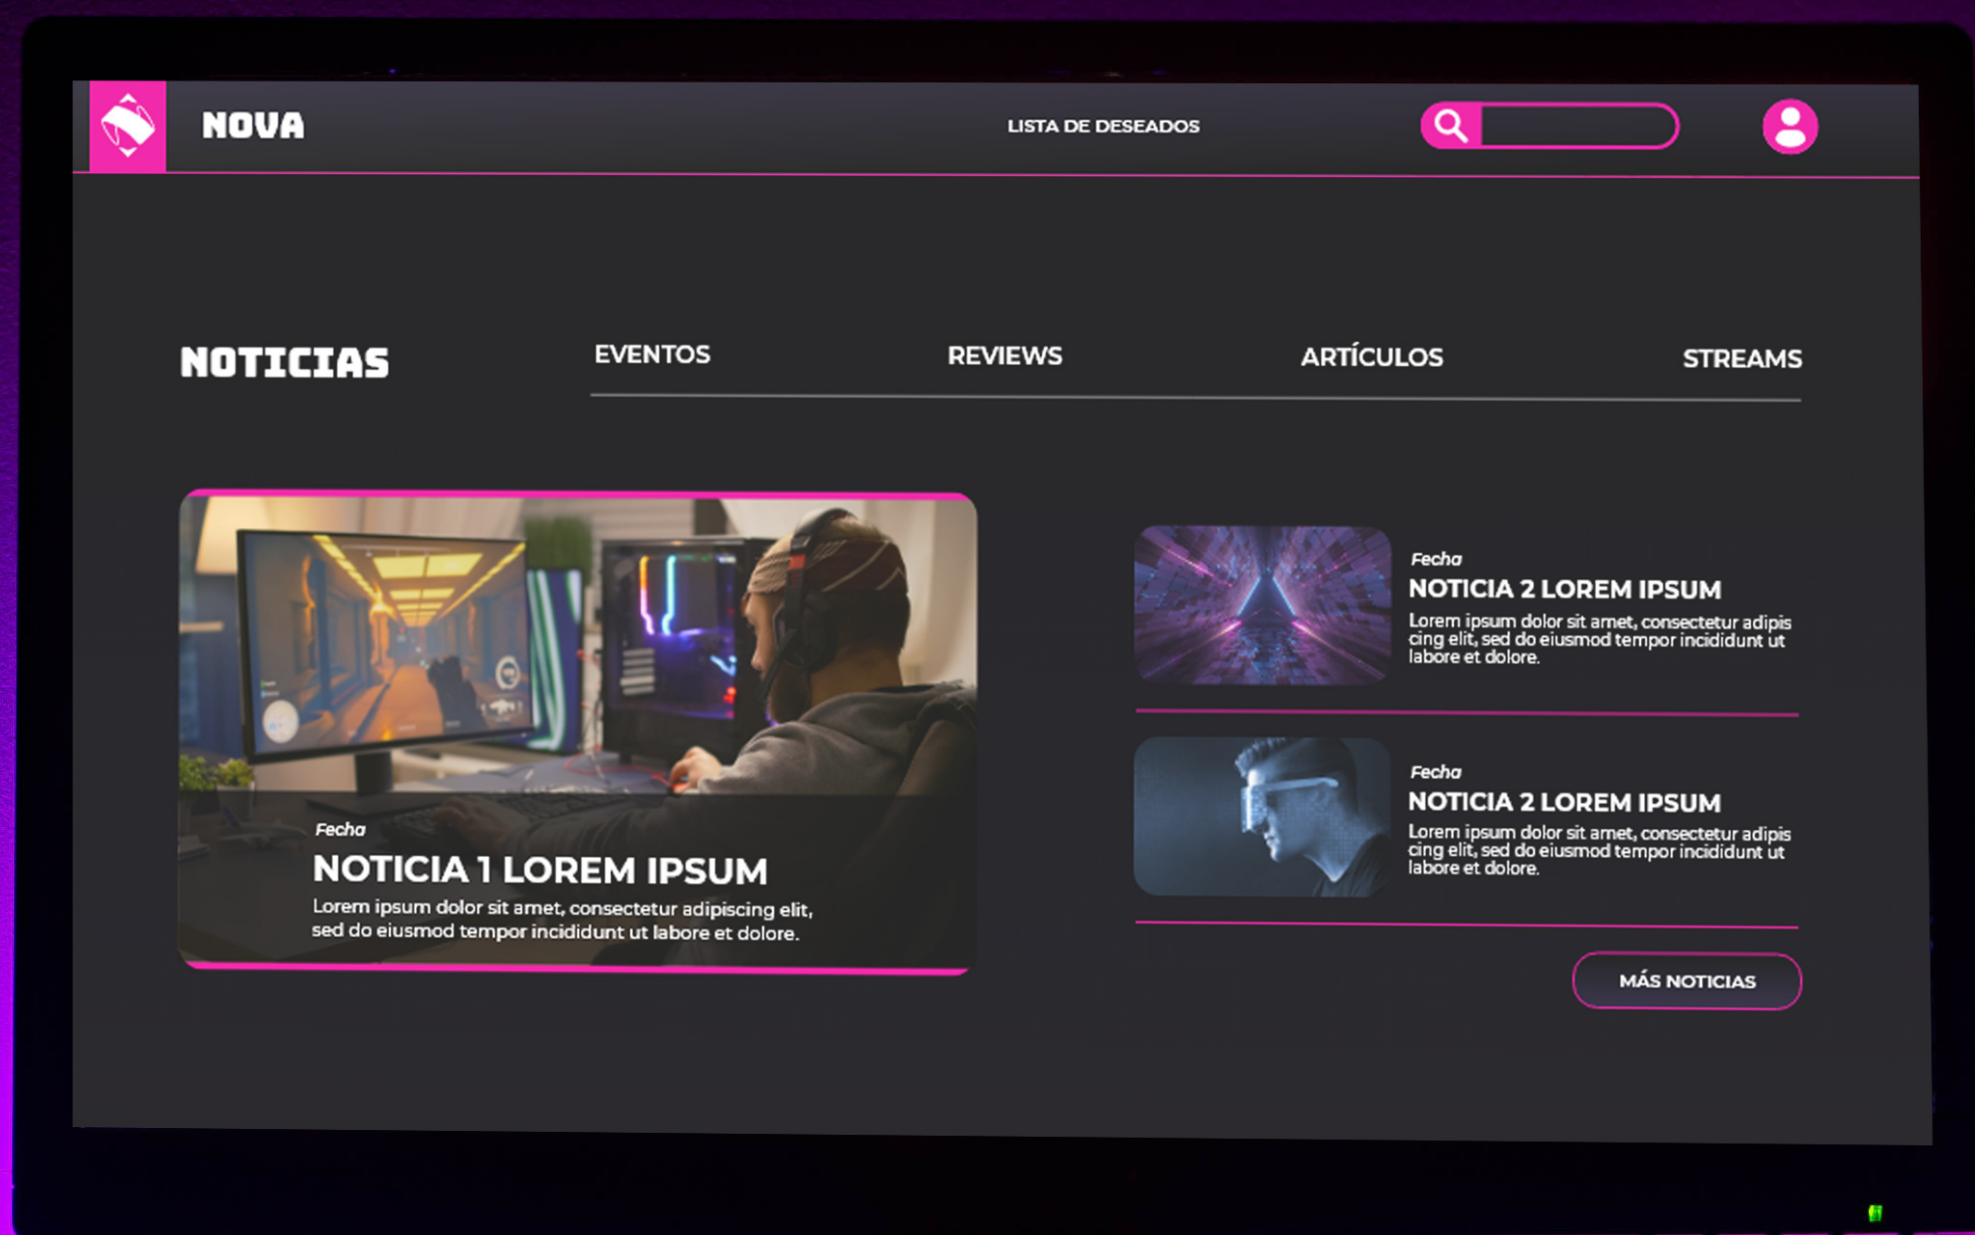 NOVA
LISTA DE DESEADOS
NOTICIAS
EVENTOS
REVIEWS
ARTÍCULOS
STREAMS
Fecha
NOTICIA 1 LOREM IPSUM
Lorem ipsum dolor sit amet, consectetur adipiscing elit,
sed do eiusmod tempor incididunt ut labore et dolore.
Fecha
NOTICIA 2 LOREM IPSUM
Lorem ipsum dolor sit amet, consectetur adipis
cing elit, sed do eiusmod tempor incididunt ut
labore et dolore.
Fecha
NOTICIA 2 LOREM IPSUM
Lorem ipsum dolor sit amet, consectetur adipis
cing elit, sed do eiusmod tempor incididunt ut
labore et dolore.
MÁS NOTICIAS